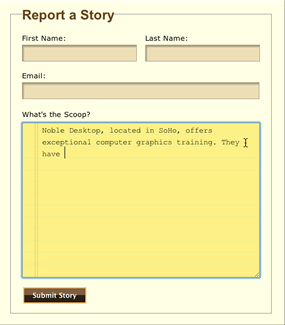 Report a Story
First Name: Last Name:
Email:
What's the Scoop?
Noble Desktop, located in SoHo, offers
exceptional computer graphics training. They
have
Submit Story